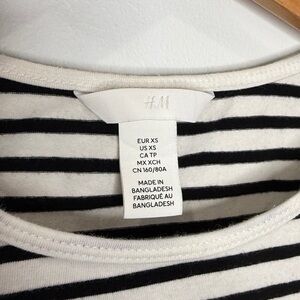 H&M
EUR XS
US XS
CA TP
MX XCH
CN 160/80A
MADE IN
BANGLADESH
FABRIQUÉ AU
BANGLADESH